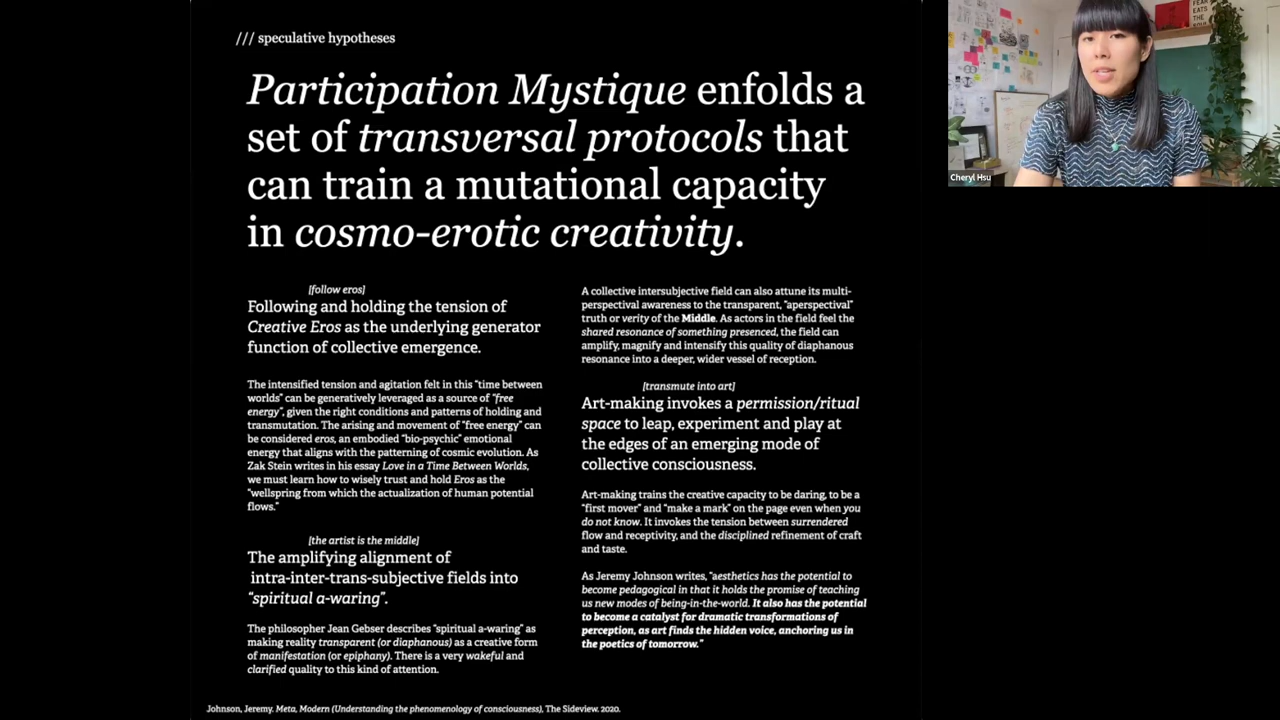 /// speculative hypotheses
Participation Mystique enfolds a
set of transversal protocols that
can train a mutational capacity
in cosmo-erotic creativity.
[follow eros]
Following and holding the tension of
Creative Eros as the underlying generator
function of collective emergence.
The intensified tension and agitation felt in this “time between
worlds” can be generatively leveraged as a source of “free
energy”, given the right conditions and patterns of holding and
transmutation. The arising and movement of “free energy” can
be considered eros, an embodied “bio-psychic” emotional
energy that aligns with the patterning of cosmic evolution. As
Zak Stein writes in his essay Love in a Time Between Worlds,
we must learn how to wisely trust and hold Eros as the
“wellspring from which the actualization of human potential
flows.”
[the artist is the middle]
The amplifying alignment of
intra-inter-trans-subjective fields into
“spiritual a-waring”.
The philosopher Jean Gebser describes “spiritual a-waring” as
making reality transparent (or diaphanous) as a creative form
of manifestation (or epiphany). There is a very wakeful and
clarified quality to this kind of attention.
A collective intersubjective field can also attune its multi-
perspectival awareness to the transparent, “aperspectival”
truth or verity of the Middle. As actors in the field feel the
shared resonance of something presenced, the field can
amplify, magnify and intensify this quality of diaphanous
resonance into a deeper, wider vessel of reception.
[transmute into art]
Art-making invokes a permission/ritual
space to leap, experiment and play at
the edges of an emerging mode of
collective consciousness.
Art-making trains the creative capacity to be daring, to be a
“first mover” and “make a mark” on the page even when you
do not know. It invokes the tension between surrendered
flow and receptivity, and the disciplined refinement of craft
and taste.
As Jeremy Johnson writes, “aesthetics has the potential to
become pedagogical in that it holds the promise of teaching
us new modes of being-in-the-world. It also has the potential
to become a catalyst for dramatic transformations of
perception, as art finds the hidden voice, anchoring us in
the poetics of tomorrow.”
Johnson, Jeremy. Meta, Modern (Understanding the phenomenology of consciousness), The Sideview. 2020.
FEAR
EATS
THE
SOUL
Cheryl Hsu